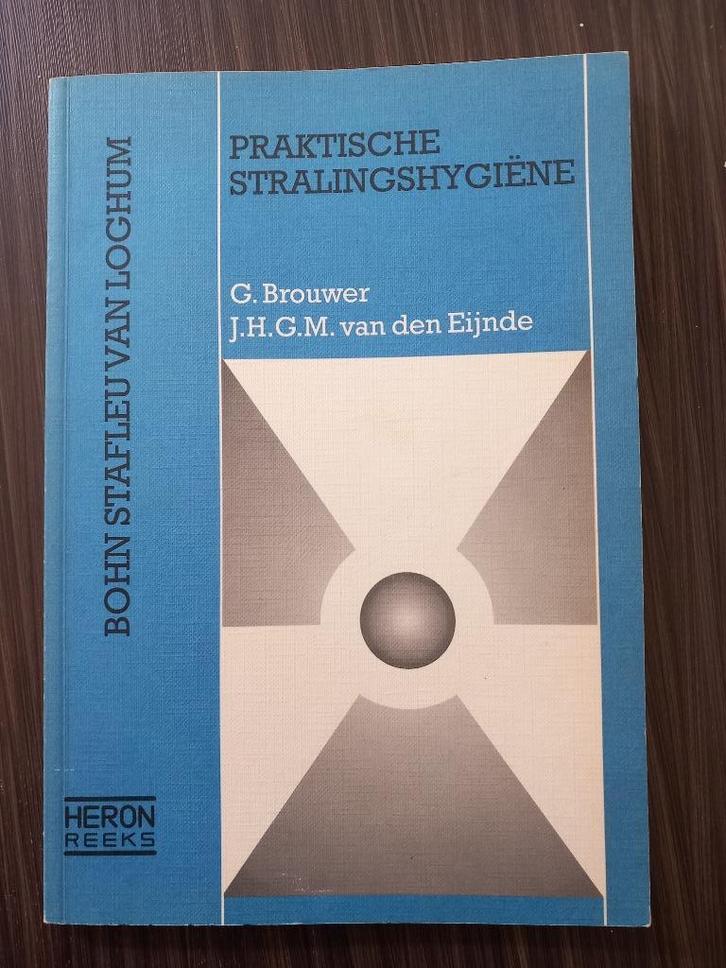 PRAKTISCHE
STRALINGSHYGIËNE
G. Brouwer
J.H.G.M. van den Eijnde
BOHN STAFLEU VAN LOGHUM
HERON
REEKS